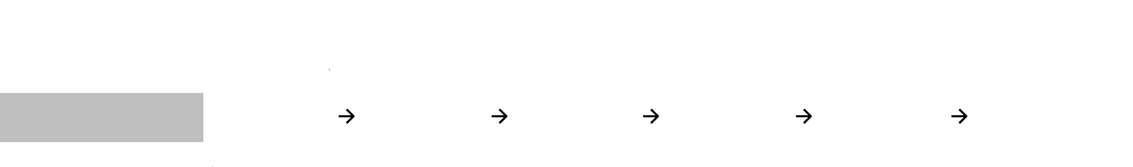 → → → → →